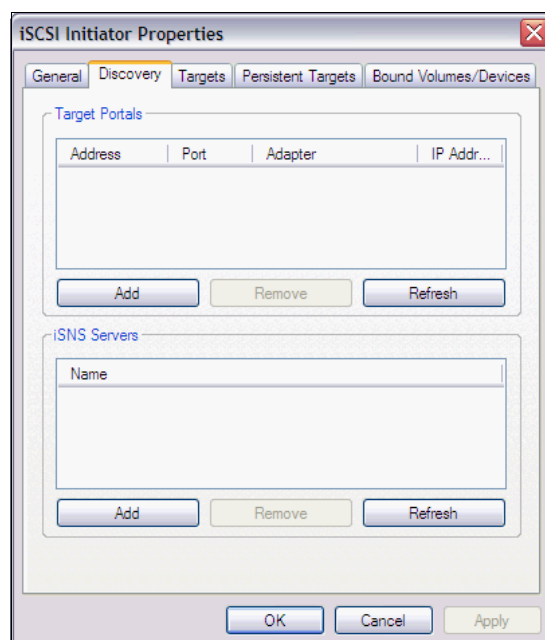 iSCSI Initiator Properties
General Discovery Targets Persistent Targets Bound Volumes/Devices
Target Portals
Address Port Adapter IP Addr...
Add Remove Refresh
iSNS Servers
Name
Add Remove Refresh
OK Cancel Apply